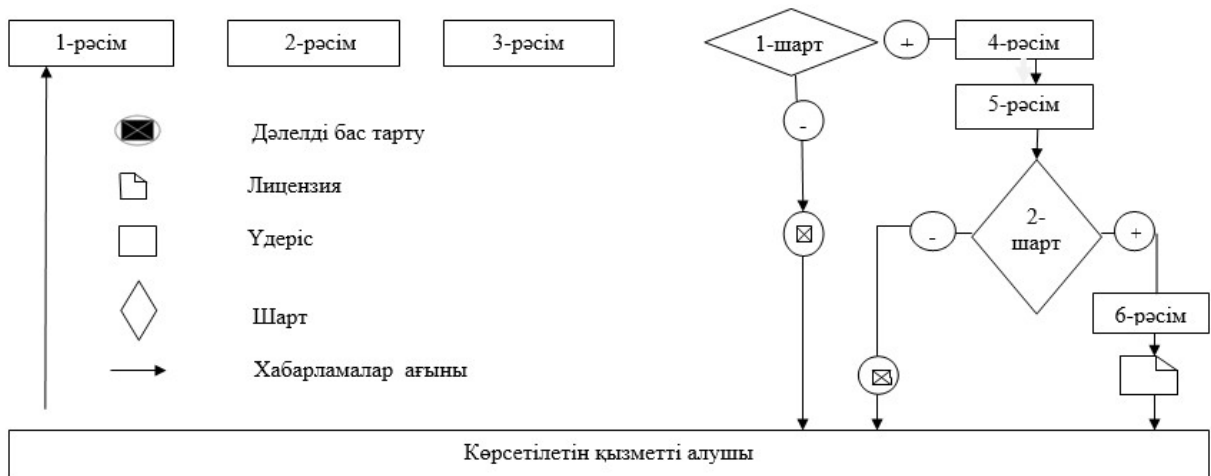 1-рәсім
2-рәсім
3-рәсім
1-шарт
+
4-рәсім
5-рәсім
-
Дәлелді бас тарту
Лицензия
Үдеріс
2-
шарт
-
+
6-рәсім
Шарт
Хабарламалар ағыны
Көрсетілетін қызметті алушы